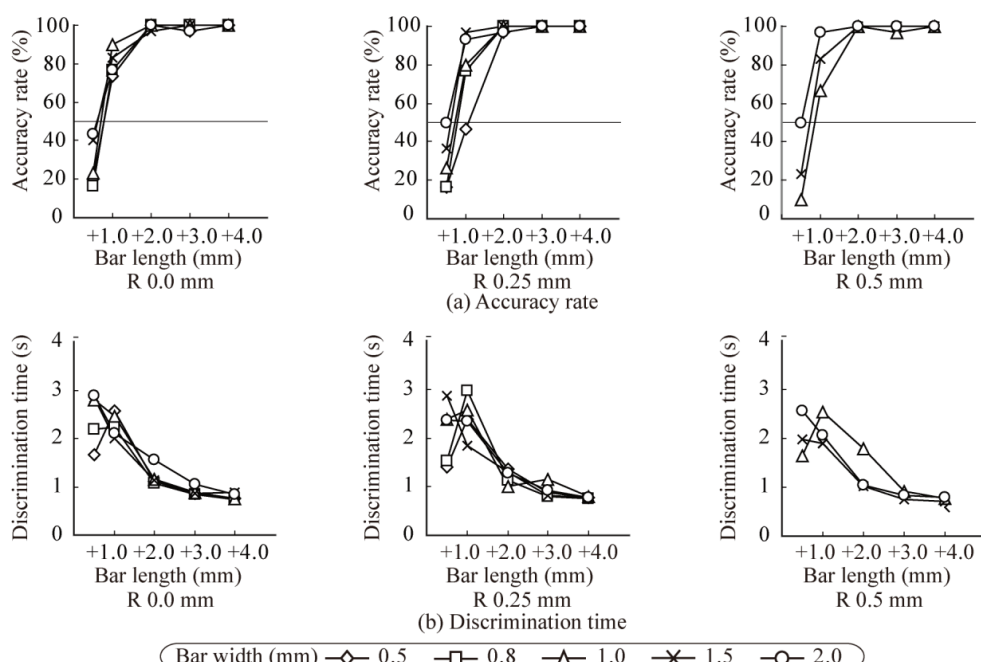 100 100 100
Accuracy rate (%) 80 Accuracy rate (%) 80 Accuracy rate (%) 80
60 60 60
40 40 40
20 20 20
0 0 0
+1.0 +2.0 +3.0 +4.0 +1.0 +2.0 +3.0 +4.0 +1.0 +2.0 +3.0 +4.0
Bar length (mm) Bar length (mm) Bar length (mm)
R 0.0 mm R 0.25 mm R 0.5 mm
(a) Accuracy rate
4 4 4
Discrimination time (s) 3 Discrimination time (s) 3 Discrimination time (s) 3
2 2 2
1 1 1
0 0 0
+1.0 +2.0 +3.0 +4.0 +1.0 +2.0 +3.0 +4.0 +1.0 +2.0 +3.0 +4.0
Bar length (mm) Bar length (mm) Bar length (mm)
R 0.0 mm R 0.25 mm R 0.5 mm
(b) Discrimination time
Bar width (mm) 0.5 0.8 1.0 1.5 2.0